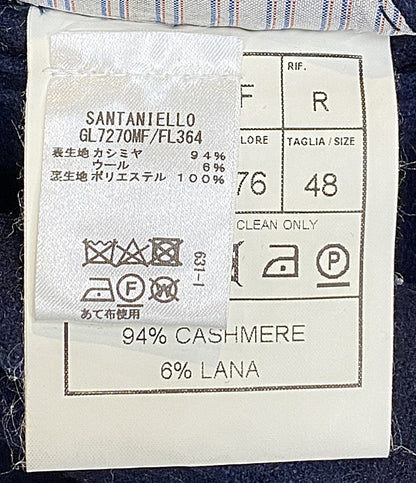 SANTANIELLO
GL7270MF/FL364
表生地 カシミヤ 94%
ウール 6%
裏生地 ポリエステル 100%
631-1
F
あて布使用
RIF.
F R
LORE TAGLIA / SIZE
76 48
CLEAN ONLY
P
94% CASHMERE
6% LANA